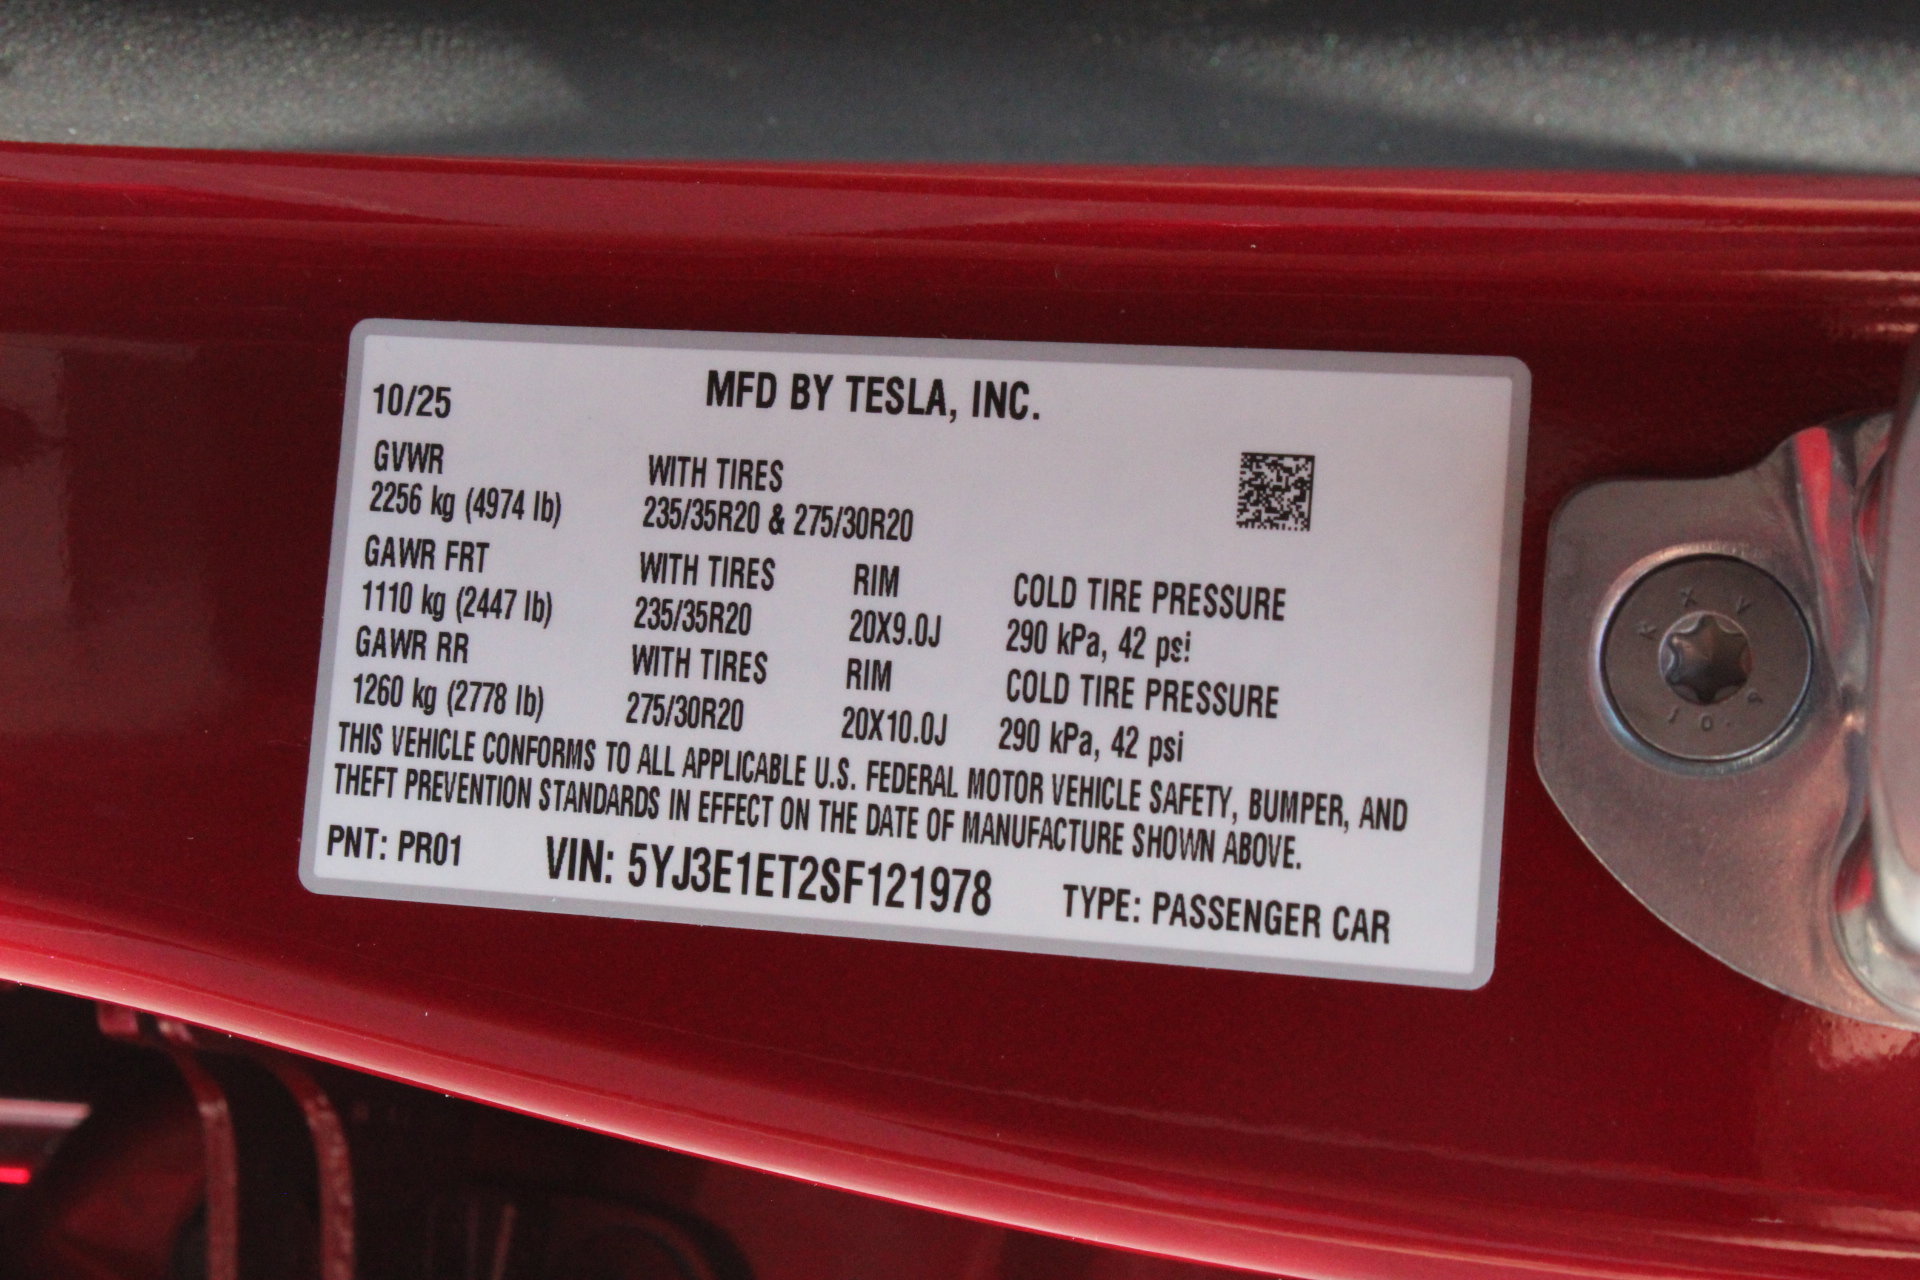 10/25 MFD BY TESLA, INC.
GVWR WITH TIRES
2256 kg (4974 lb) 235/35R20 & 275/30R20
GAWR FRT WITH TIRES RIM COLD TIRE PRESSURE
1110 kg (2447 lb) 235/35R20 20X9.0J 290 kPa, 42 psi
GAWR RR WITH TIRES RIM COLD TIRE PRESSURE
1260 kg (2778 lb) 275/30R20 20X10.0J 290 kPa, 42 psi
THIS VEHICLE CONFORMS TO ALL APPLICABLE U.S. FEDERAL MOTOR VEHICLE SAFETY, BUMPER, AND
THEFT PREVENTION STANDARDS IN EFFECT ON THE DATE OF MANUFACTURE SHOWN ABOVE.
PNT: PR01 VIN: 5YJ3E1ET2SF121978 TYPE: PASSENGER CAR